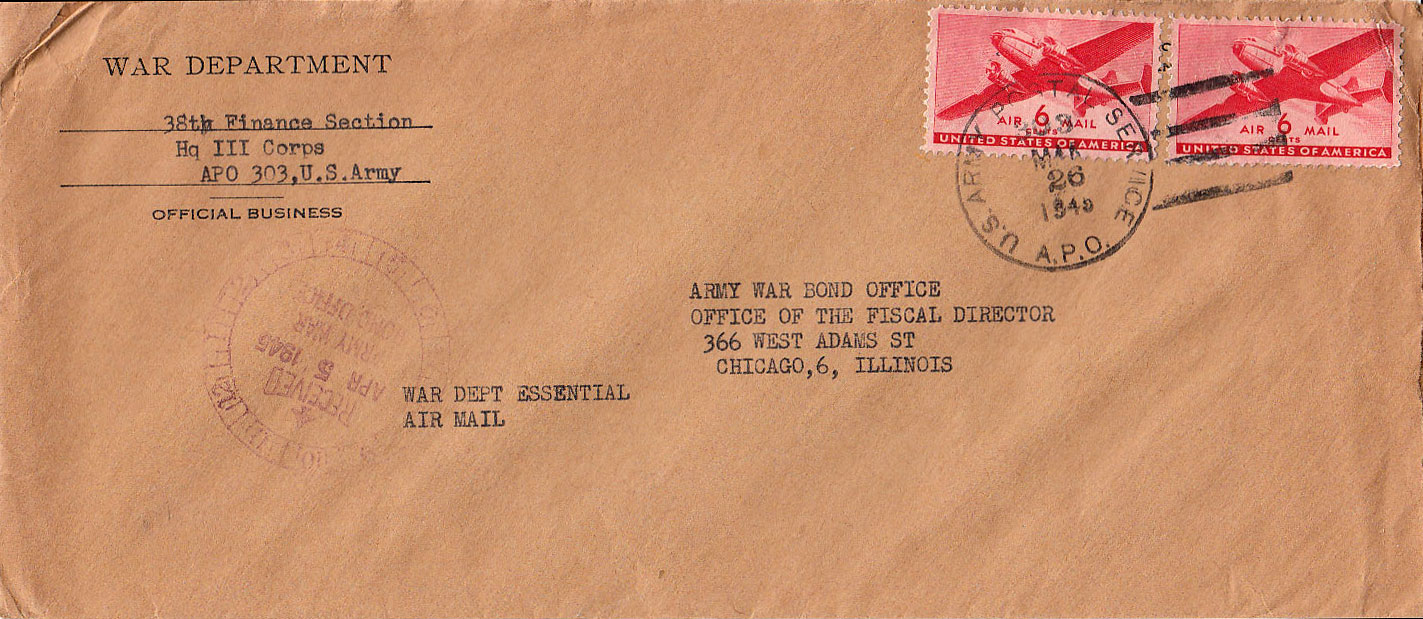 WAR DEPARTMENT
38th Finance Section
Hq III Corps
APO 303,U.S.Army
OFFICIAL BUSINESS
AIR 6 MAIL
CENTS
UNITED STATES OF AMERICA
AIR 6 MAIL
CENTS
UNITED STATES OF AMERICA
U.S. ARMY POSTAL SERVICE
MAR
26
A.P.O.
ARMY WAR BOND OFFICE
OFFICE OF THE FISCAL DIRECTOR
366 WEST ADAMS ST
CHICAGO,6, ILLINOIS
WAR DEPT ESSENTIAL
AIR MAIL
RECEIVED
APR 5 1945
ARMY WAR
BOND OFFICE